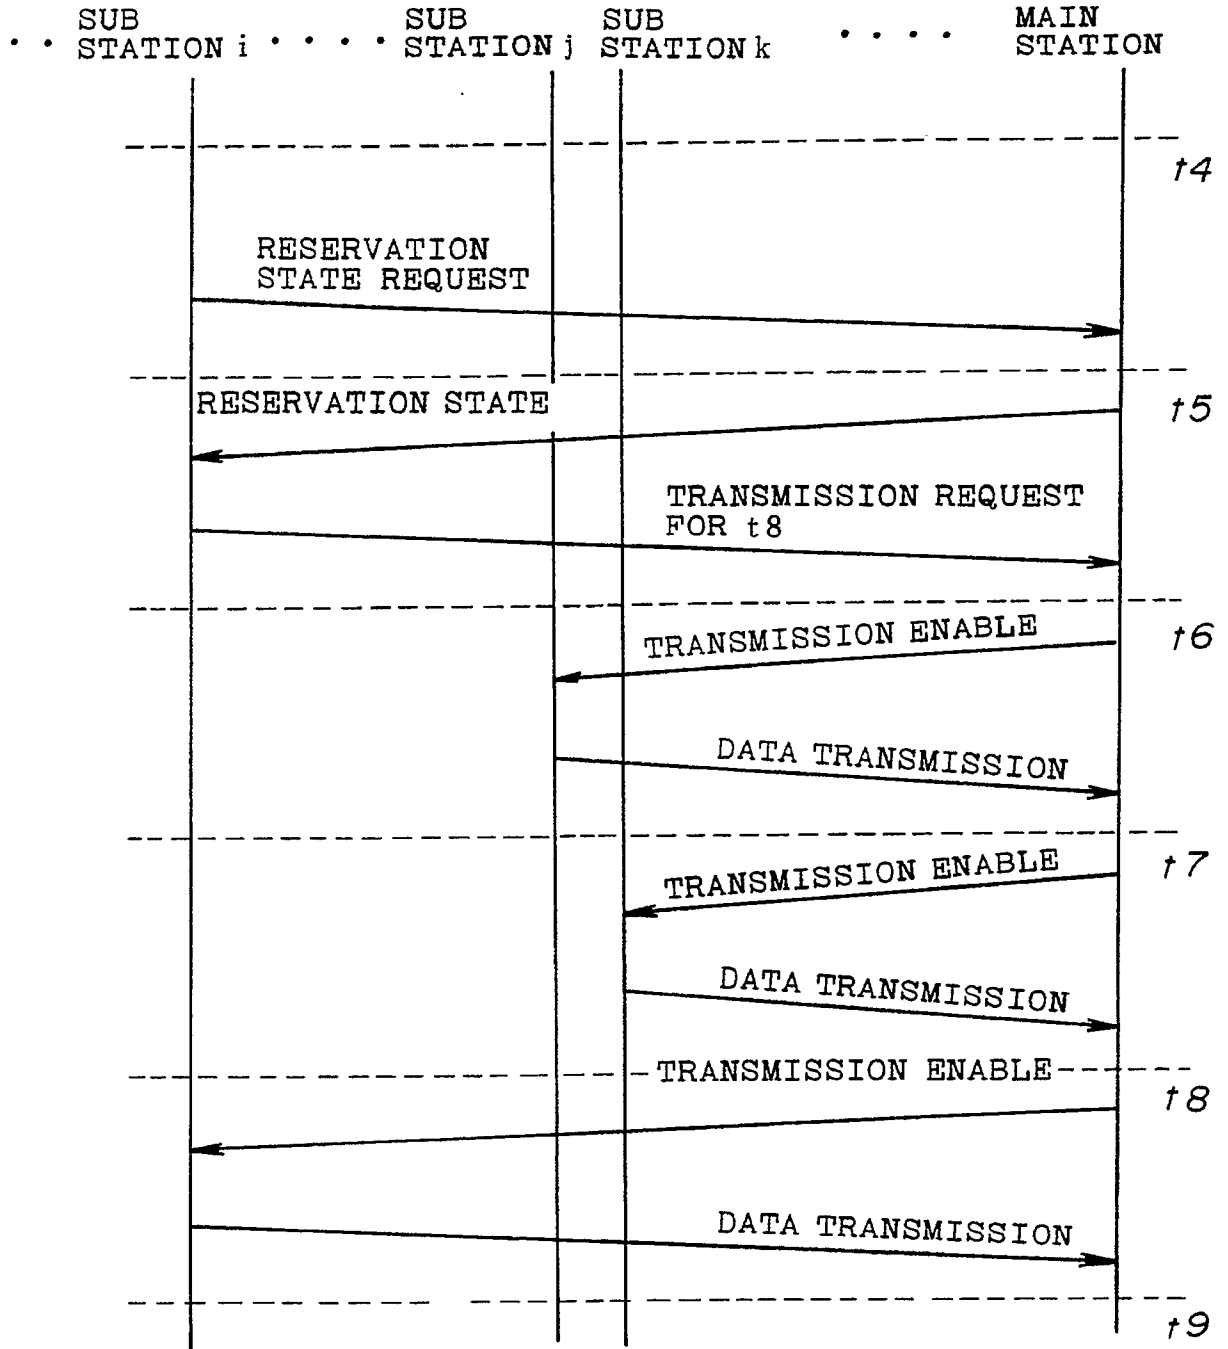 SUB
STATION i
SUB
STATION j
SUB
STATION k
MAIN
STATION
t4
RESERVATION
STATE REQUEST
RESERVATION STATE
t5
TRANSMISSION REQUEST
FOR t8
TRANSMISSION ENABLE
t6
DATA TRANSMISSION
TRANSMISSION ENABLE
t7
DATA TRANSMISSION
TRANSMISSION ENABLE
t8
DATA TRANSMISSION
t9